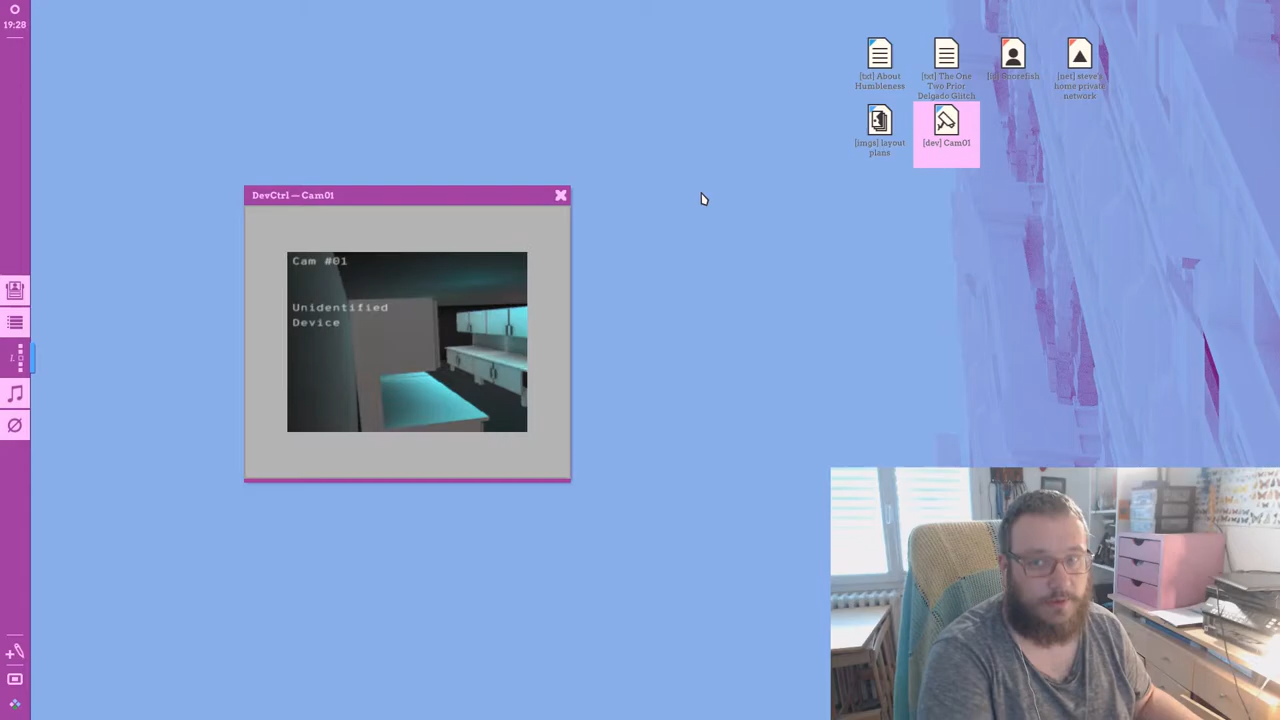 19:28
[txt] About
Humbleness
[txt] The One
Two Prior
Delgado Glitch
Snorefish
[net] steve's
home private
network
[imgs] layout
plans
[dev] Cam01
DevCtrl — Cam01
Cam #01
Unidentified
Device